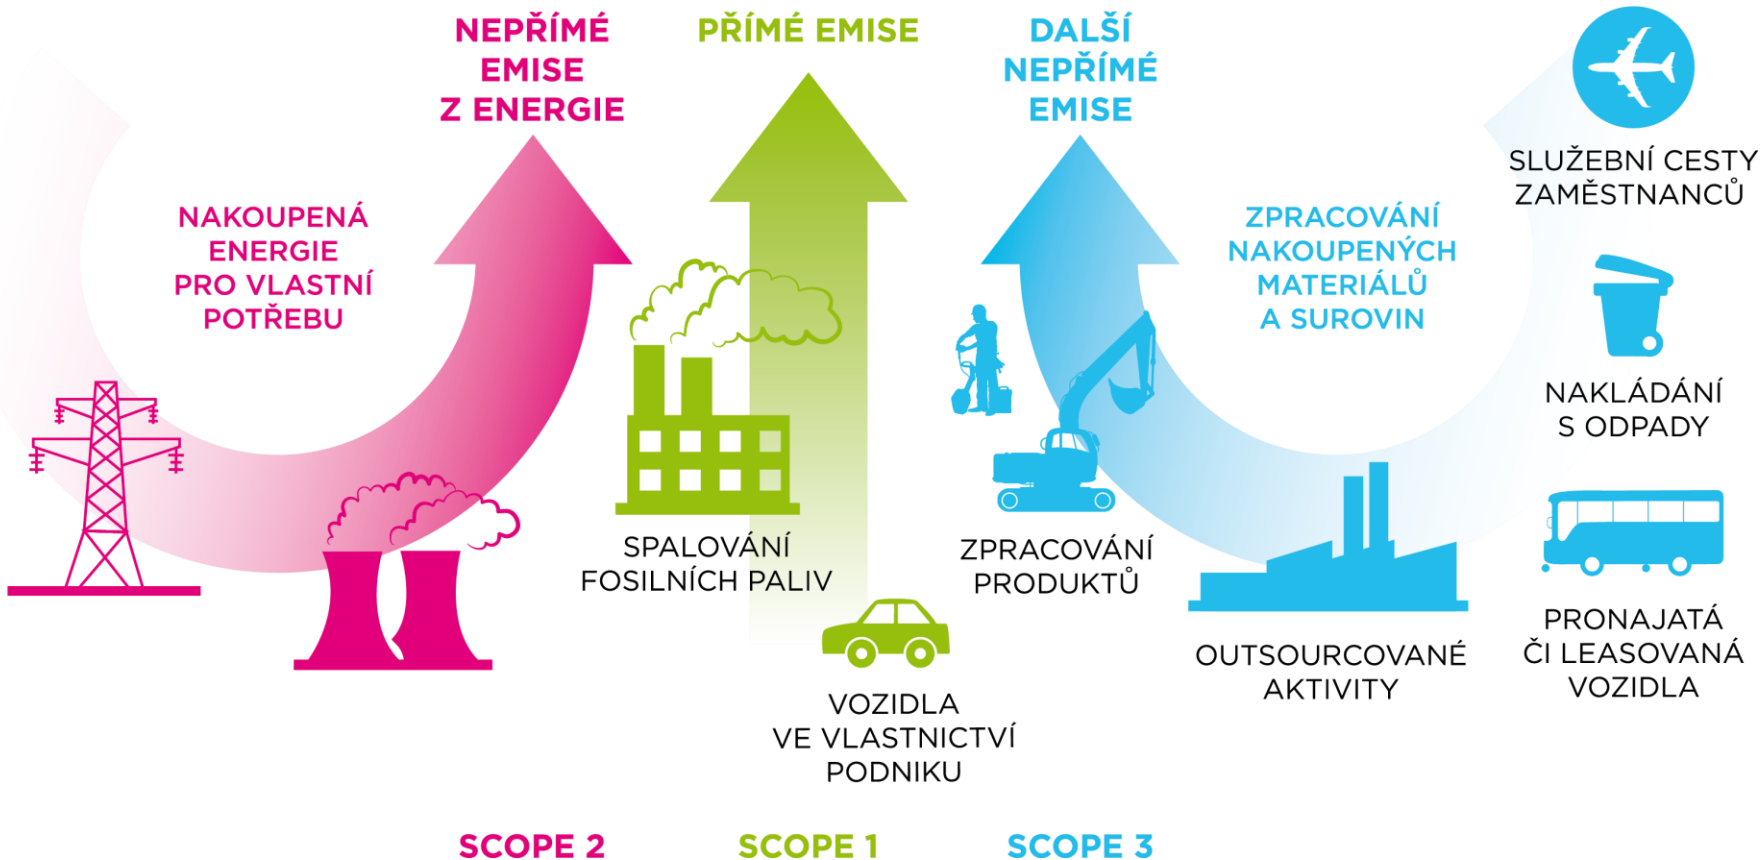 NEPŘÍMÉ
EMISE
Z ENERGIE
PŘÍMÉ EMISE
DALŠÍ
NEPŘÍMÉ
EMISE
NAKOUPENÁ
ENERGIE
PRO VLASTNÍ
POTŘEBU
ZPRACOVÁNÍ
NAKOUPENÝCH
MATERIÁLŮ
A SUROVIN
SLUŽEBNÍ CESTY
ZAMĚSTNANCŮ
NAKLÁDÁNÍ
S ODPADY
SPALOVÁNÍ
FOSILNÍCH PALIV
ZPRACOVÁNÍ
PRODUKTŮ
VOZIDLA
VE VLASTNICTVÍ
PODNIKU
OUTSOURCOVANÉ
AKTIVITY
PRONAJATÁ
ČI LEASOVANÁ
VOZIDLA
SCOPE 2
SCOPE 1
SCOPE 3